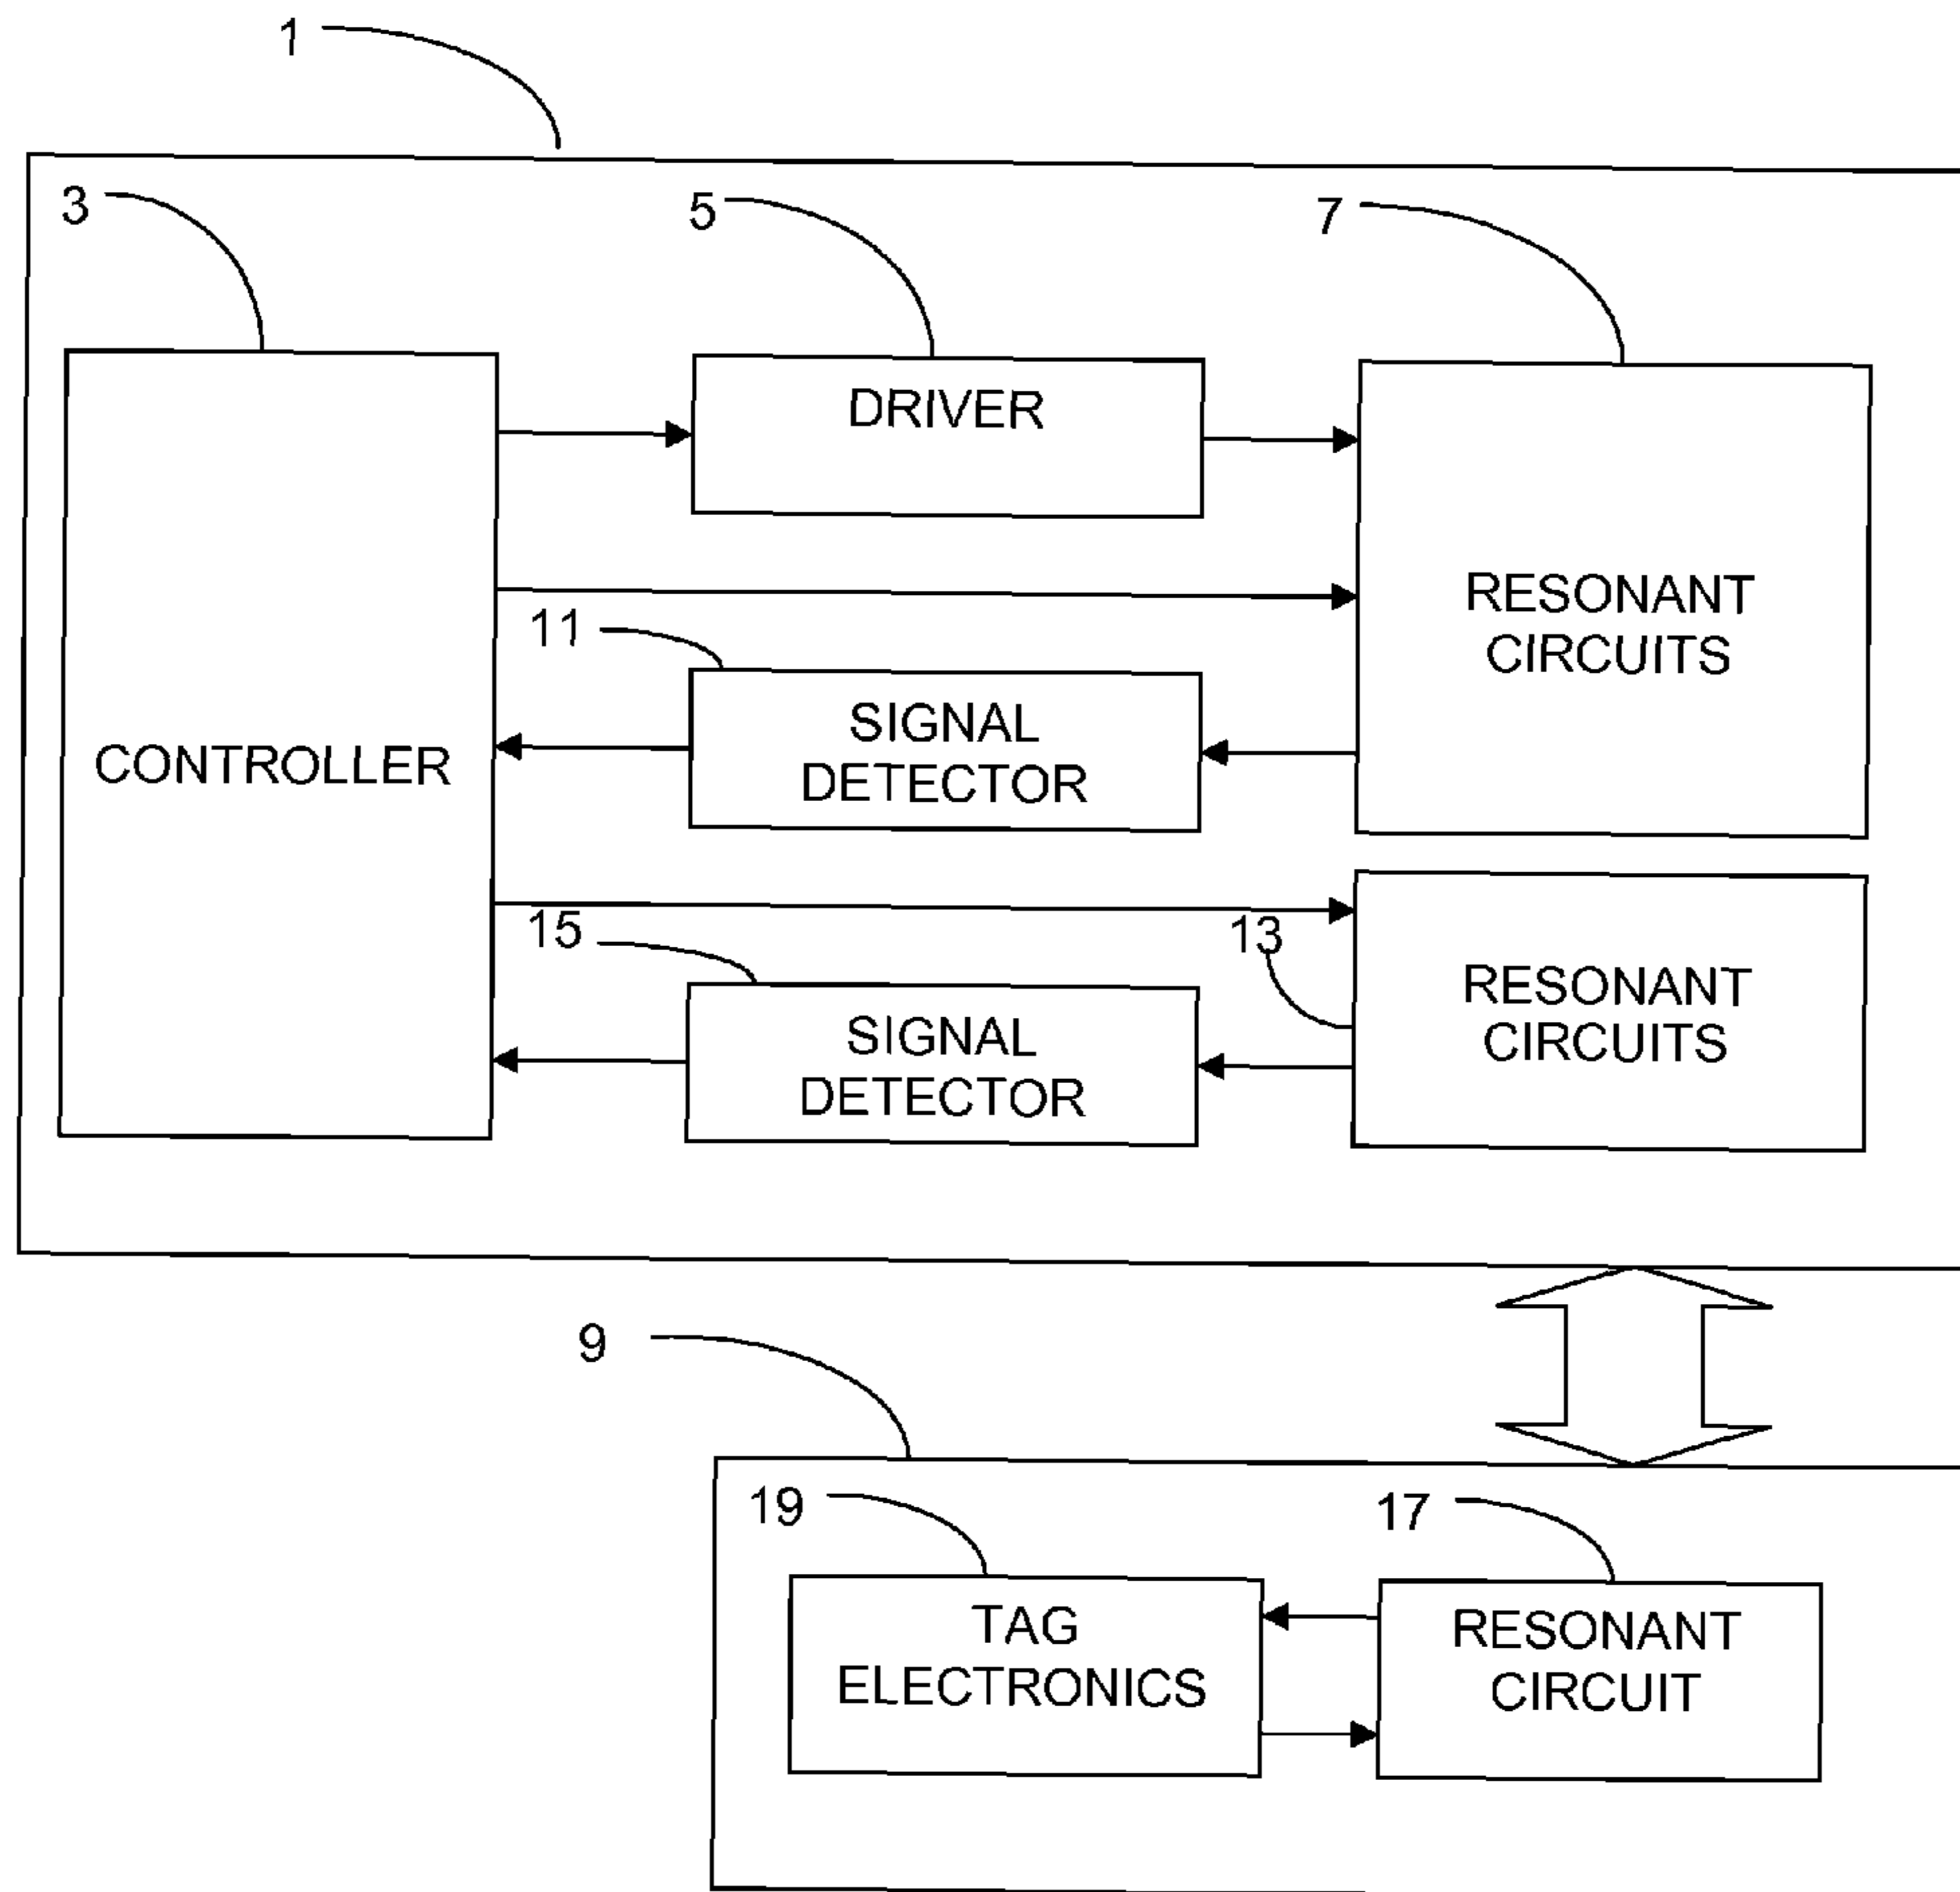 1
3
5
7
DRIVER
RESONANT
CIRCUITS
11
SIGNAL
DETECTOR
CONTROLLER
15
13
SIGNAL
DETECTOR
RESONANT
CIRCUITS
9
19
17
TAG
ELECTRONICS
RESONANT
CIRCUIT